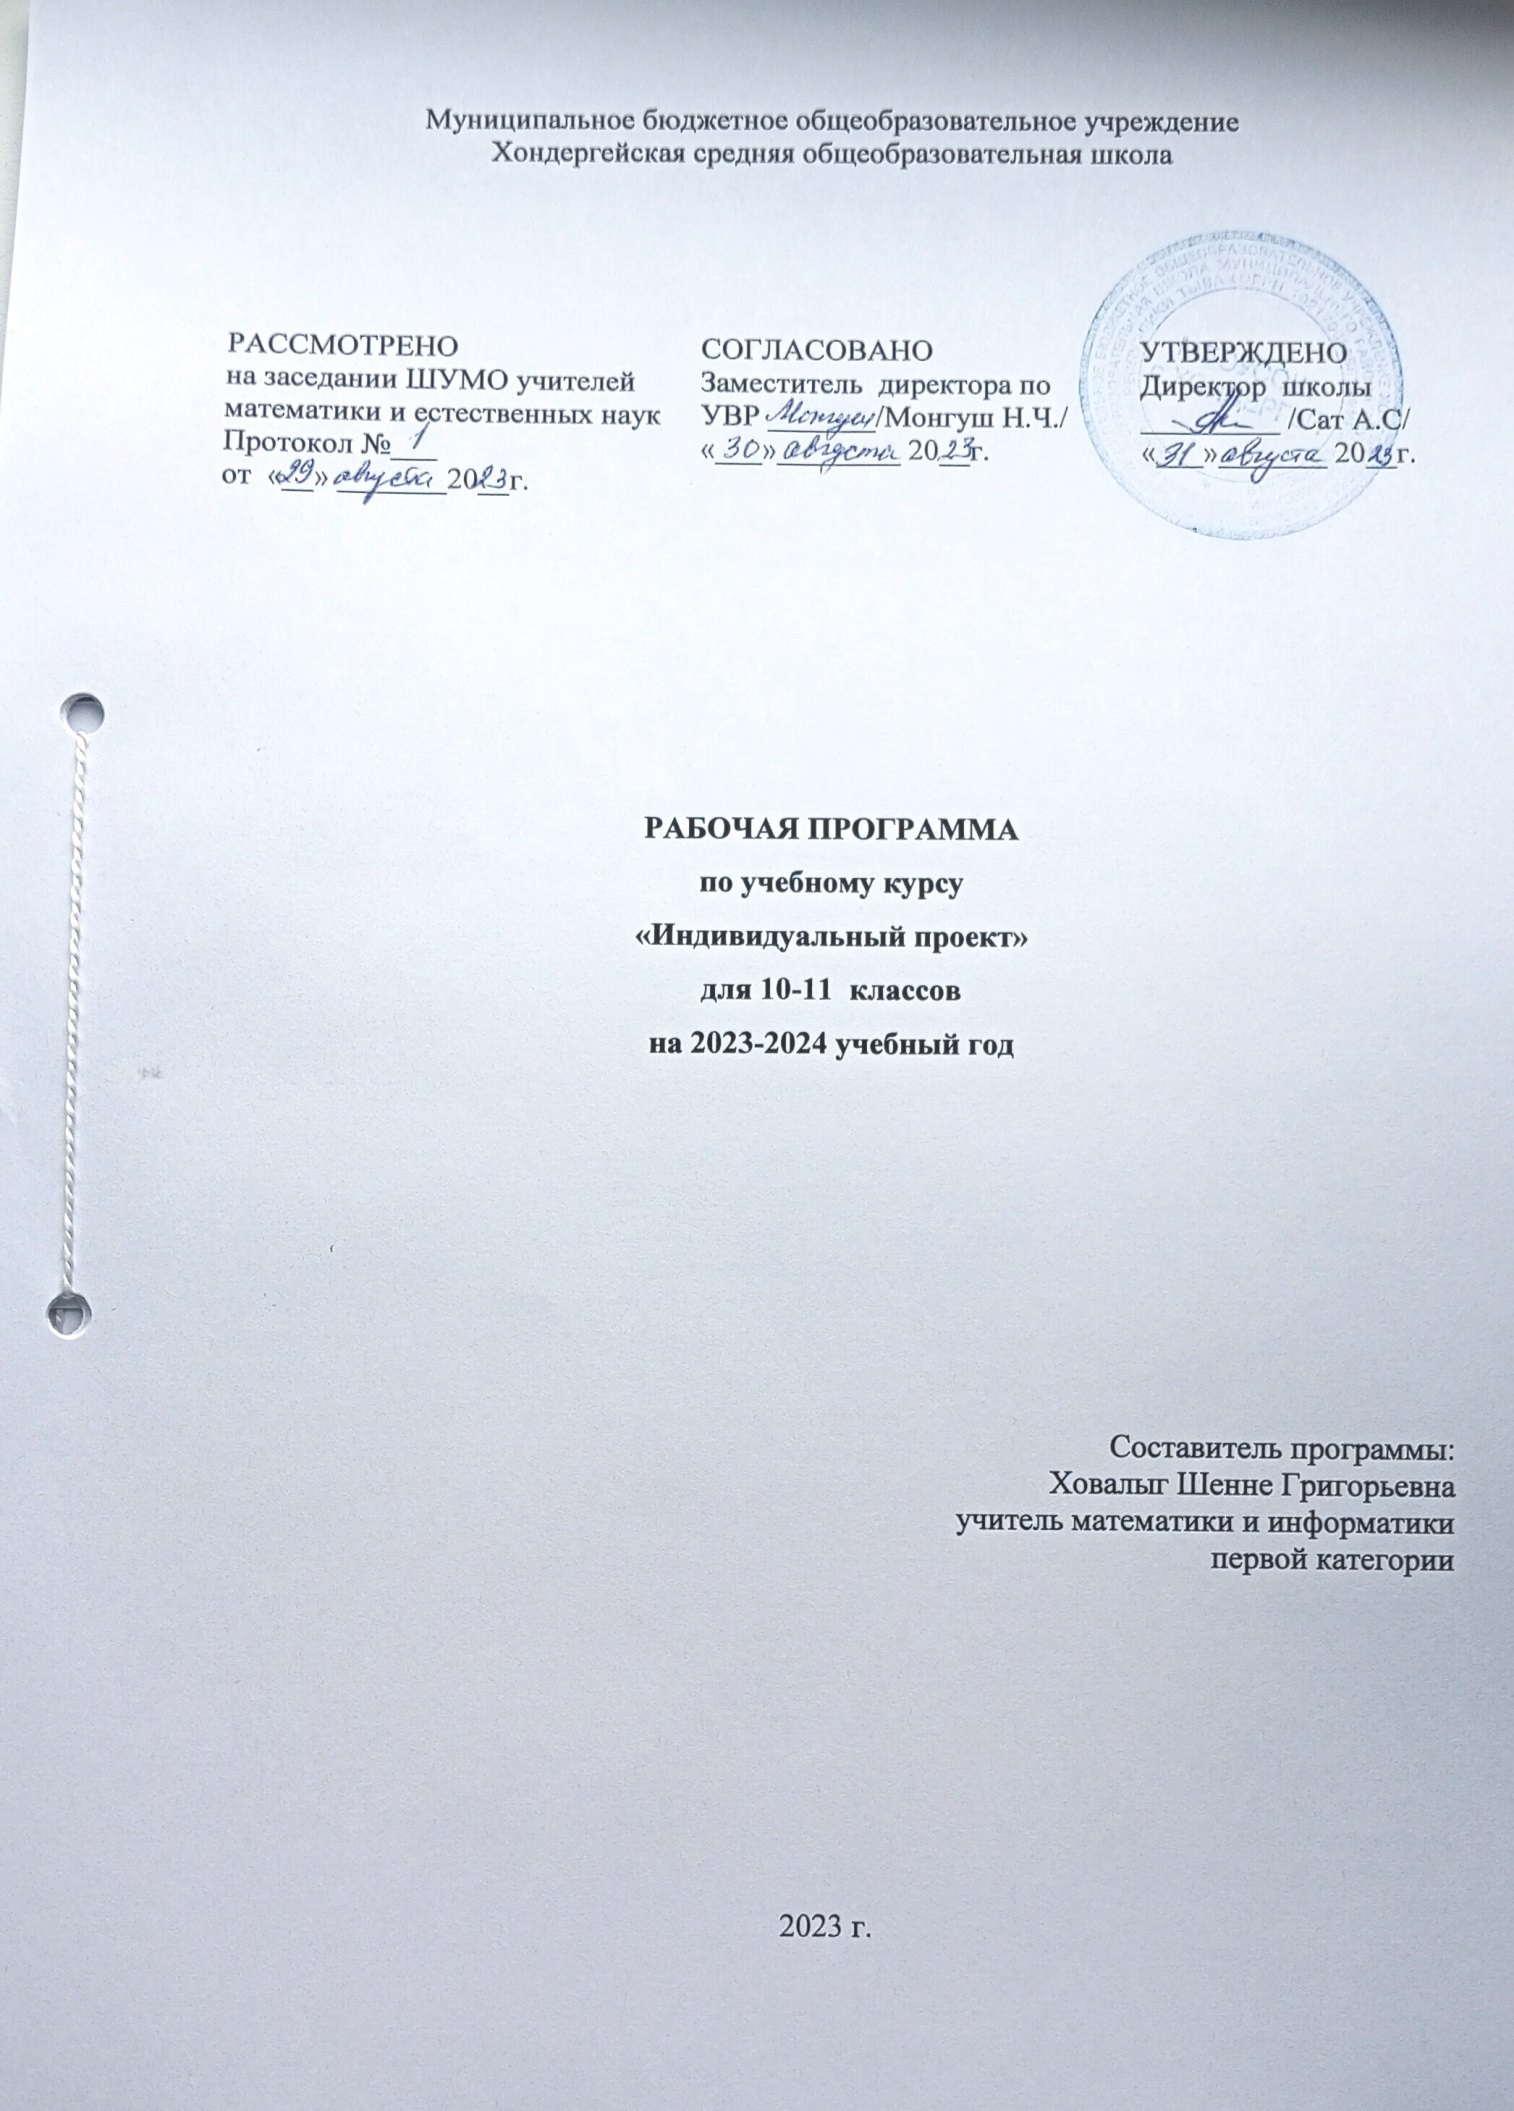 Муниципальное бюджетное общеобразовательное учреждение
Хондергейская средняя общеобразовательная школа
РАССМОТРЕНО
на заседании ШУМО учителей
математики и естественных наук
Протокол № 1
от «29» августа 2023г.
СОГЛАСОВАНО
Заместитель директора по
УВР Монгуш/Монгуш Н.Ч./
«30» августа 2023г.
УТВЕРЖДЕНО
Директор школы
/Сат А.С/
«31» августа 2023г.
РАБОЧАЯ ПРОГРАММА
по учебному курсу
«Индивидуальный проект»
для 10-11 классов
на 2023-2024 учебный год
Составитель программы:
Ховалыг Шенне Григорьевна
учитель математики и информатики
первой категории
2023 г.